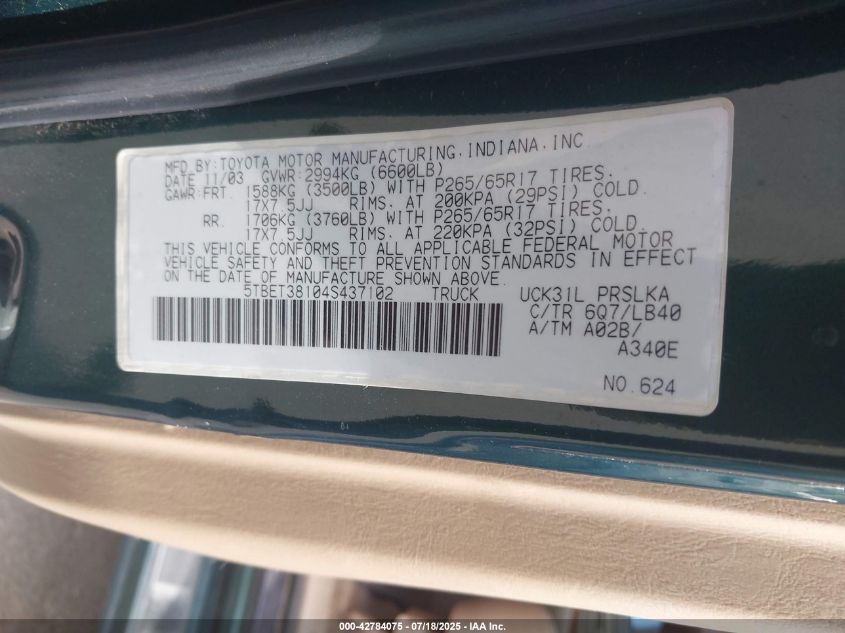 MFD.BY:TOYOTA MOTOR MANUFACTURING.INDIANA,INC.
DATE 11/03 GVWR:2994KG (6600LB)
GAWR:FRT. 1588KG (3500LB) WITH P265/65R17 TIRES.
17X7.5JJ RIMS. AT 200KPA (29PSI) COLD.
RR. 1706KG (3760LB) WITH P265/65R17 TIRES.
17X7.5JJ RIMS. AT 220KPA (32PSI) COLD.
THIS VEHICLE CONFORMS TO ALL APPLICABLE FEDERAL MOTOR
VEHICLE SAFETY AND THEFT PREVENTION STANDARDS IN EFFECT
ON THE DATE OF MANUFACTURE SHOWN ABOVE.
5TBET38104S437102 TRUCK UCK31L PRSLKA
C/TR 6Q7/LB40
A/TM A02B/
A340E
NO.624
000-42784075 - 07/18/2025 - IAA Inc.